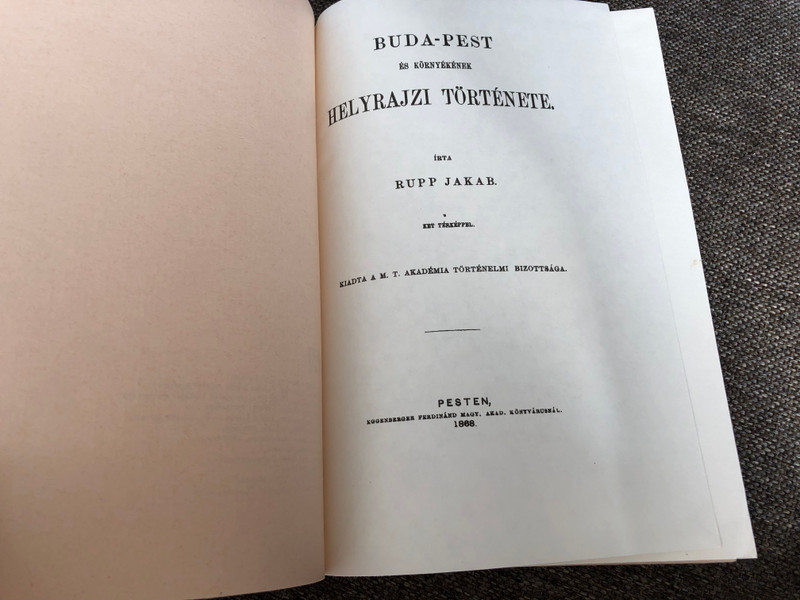 BUDA-PEST
ÉS KÖRNYÉKÉNEK
HELYRAJZI TÖRTÉNETE.
ÍRTA
RUPP JAKAB.
KET TÉRKÉPPEL.
KIADTA A M. T. AKADÉMIA TÖRTÉNELMI BIZOTTSÁGA.
PESTEN,
EGGENBERGER FERDINÁND MAGY. AKAD. KÖNYVÁRUSNÁL.
1868.